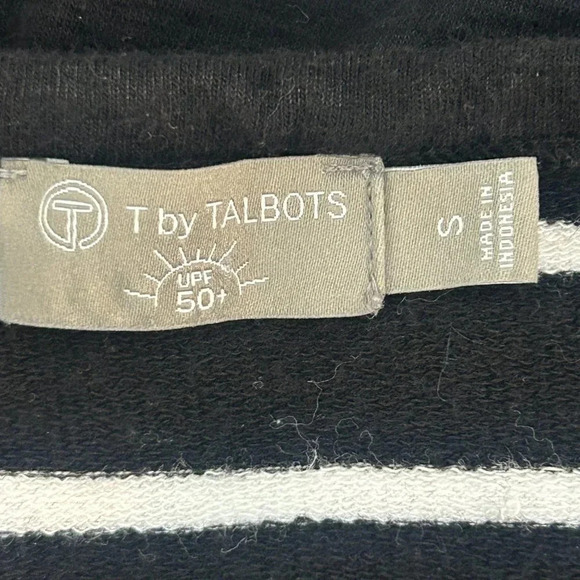 T
T by TALBOTS
UPF
50+
S
MADE IN
INDONESIA